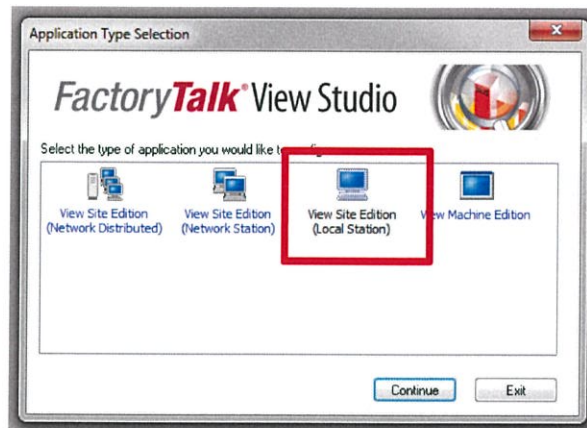 Application Type Selection
FactoryTalk® View Studio
Select the type of application you would like to
View Site Edition
(Network Distributed)
View Site Edition
(Network Station)
View Site Edition
(Local Station)
View Machine Edition
Continue
Exit